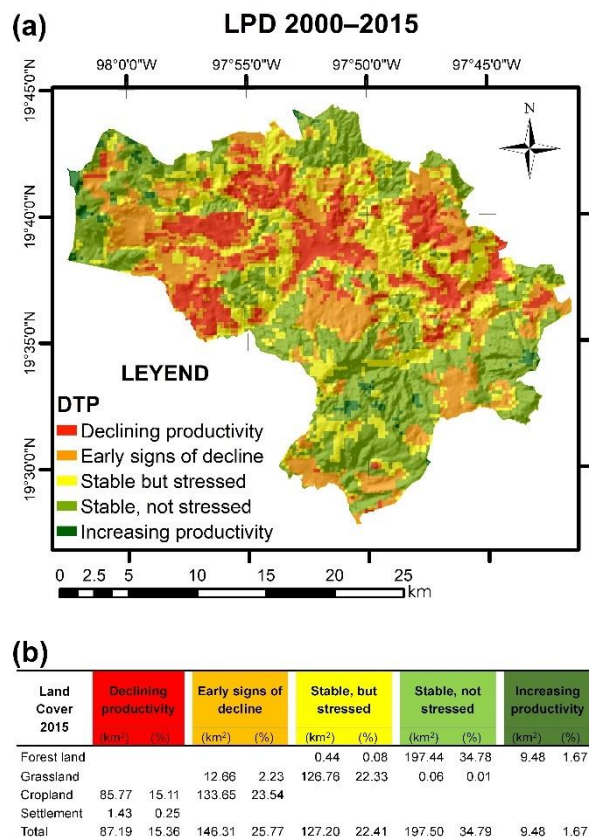 (a)
LPD 2000–2015
98°0'0"W 97°55'0"W 97°50'0"W 97°45'0"W
19°45'0"N
19°40'0"N
19°35'0"N
19°30'0"N
N
LEYEND
DTP
Declining productivity
Early signs of decline
Stable but stressed
Stable, not stressed
Increasing productivity
0 2.5 5 10 15 20 25
km
(b)
Land Cover 2015 Declining productivity Early signs of decline Stable, but stressed Stable, not stressed Increasing productivity
(km²) (%) (km²) (%) (km²) (%) (km²) (%) (km²) (%)
Forest land 0.44 0.08 197.44 34.78 9.48 1.67
Grassland 12.66 2.23 126.76 22.33 0.06 0.01
Cropland 85.77 15.11 133.65 23.54
Settlement 1.43 0.25
Total 87.19 15.36 146.31 25.77 127.20 22.41 197.50 34.79 9.48 1.67